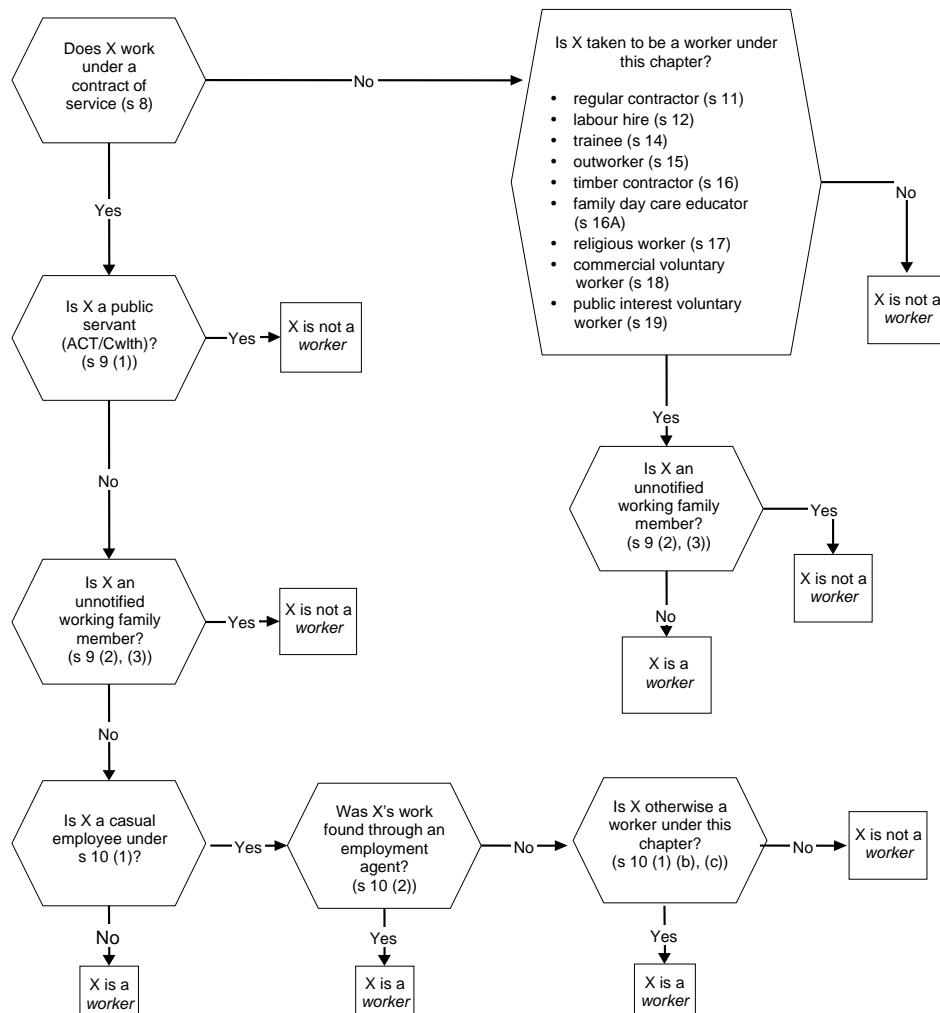 Does X work
under a
contract of
service (s 8)
No
Is X taken to be a worker under
this chapter?
• regular contractor (s 11)
• labour hire (s 12)
• trainee (s 14)
• outworker (s 15)
• timber contractor (s 16)
• family day care educator
(s 16A)
• religious worker (s 17)
• commercial voluntary
worker (s 18)
• public interest voluntary
worker (s 19)
No
X is not a
worker
Yes
Is X a public
servant
(ACT/Cwlth)?
(s 9 (1))
Yes
X is not a
worker
Yes
Is X an
unnotified
working family
member?
(s 9 (2), (3))
Yes
X is not a
worker
No
X is a
worker
No
Is X an
unnotified
working family
member?
(s 9 (2), (3))
Yes
X is not a
worker
No
Is X a casual
employee under
s 10 (1)?
Yes
Was X's work
found through an
employment
agent?
(s 10 (2))
No
Is X otherwise a
worker under this
chapter?
(s 10 (1) (b), (c))
No
X is not a
worker
No
X is a
worker
Yes
X is a
worker
Yes
X is a
worker